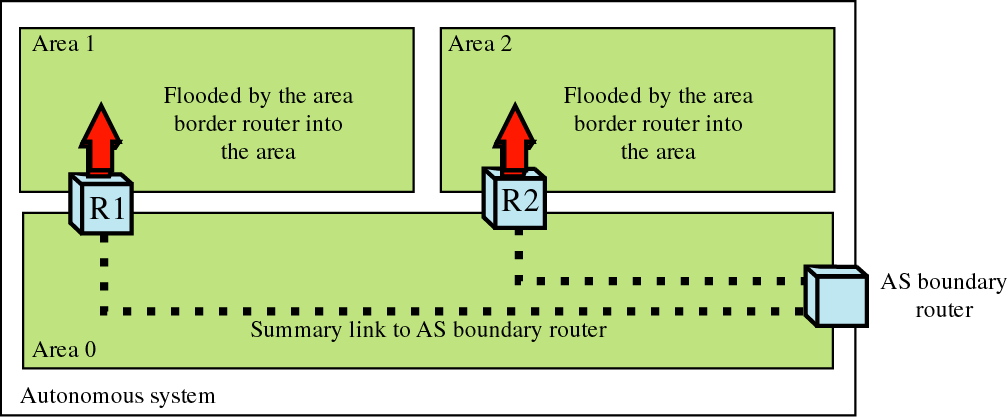 Area 1
Flooded by the area
border router into
the area
Area 2
Flooded by the area
border router into
the area
R1
R2
AS boundary
router
Summary link to AS boundary router
Area 0
Autonomous system